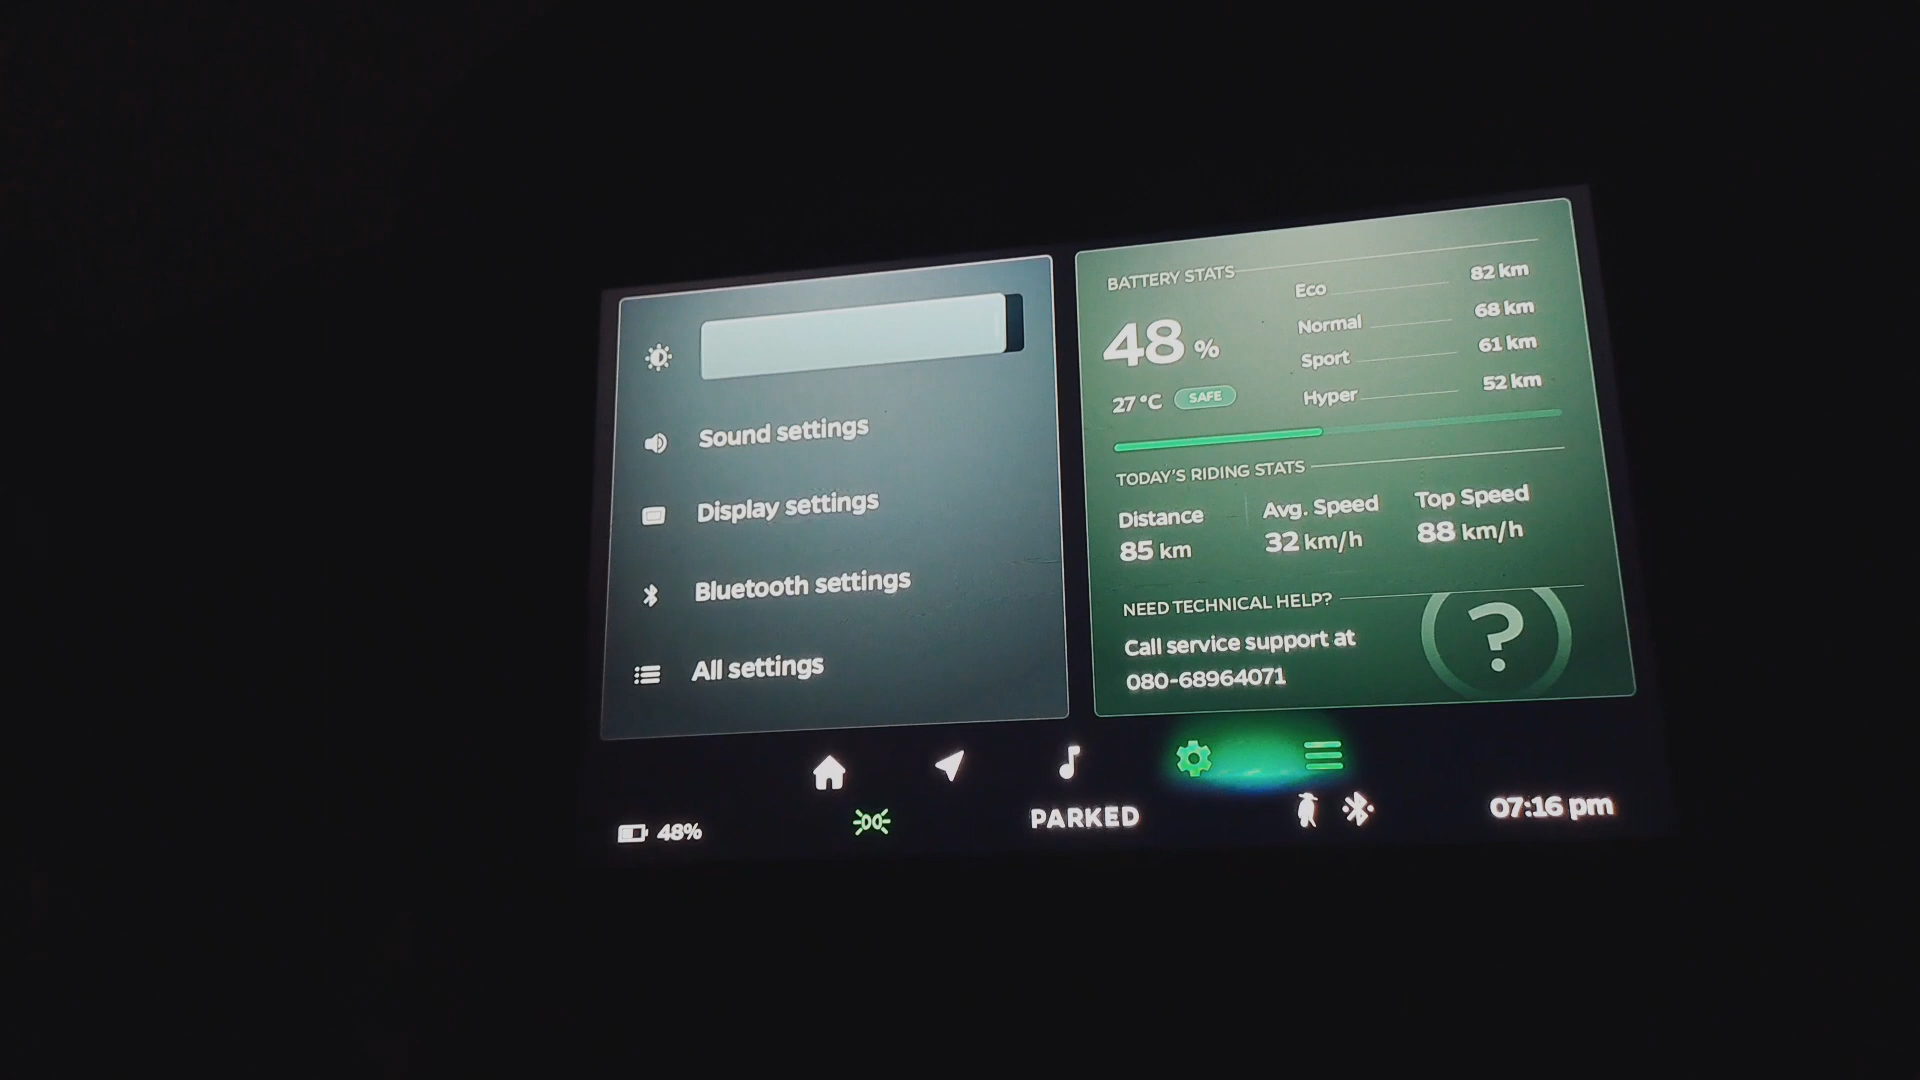 Sound settings
Display settings
Bluetooth settings
All settings
BATTERY STATS
48 %
27 °C SAFE
Eco 82 km
Normal 68 km
Sport 61 km
Hyper 52 km
TODAY'S RIDING STATS
Distance
85 km
Avg. Speed
32 km/h
Top Speed
88 km/h
NEED TECHNICAL HELP?
Call service support at
080-68964071
?
48%
PARKED
07:16 pm